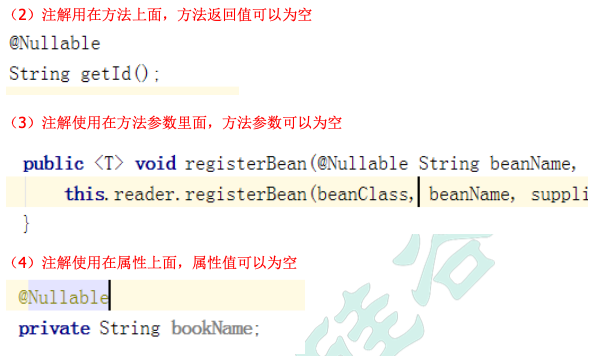 （2）注解用在方法上面，方法返回值可以为空
@Nullable
String getId();
（3）注解使用在方法参数里面，方法参数可以为空
public <T> void registerBean(@Nullable String beanName,
this.reader.registerBean(beanClass, beanName, suppli
}
（4）注解使用在属性上面，属性值可以为空
@Nullable
private String bookName;
硅谷